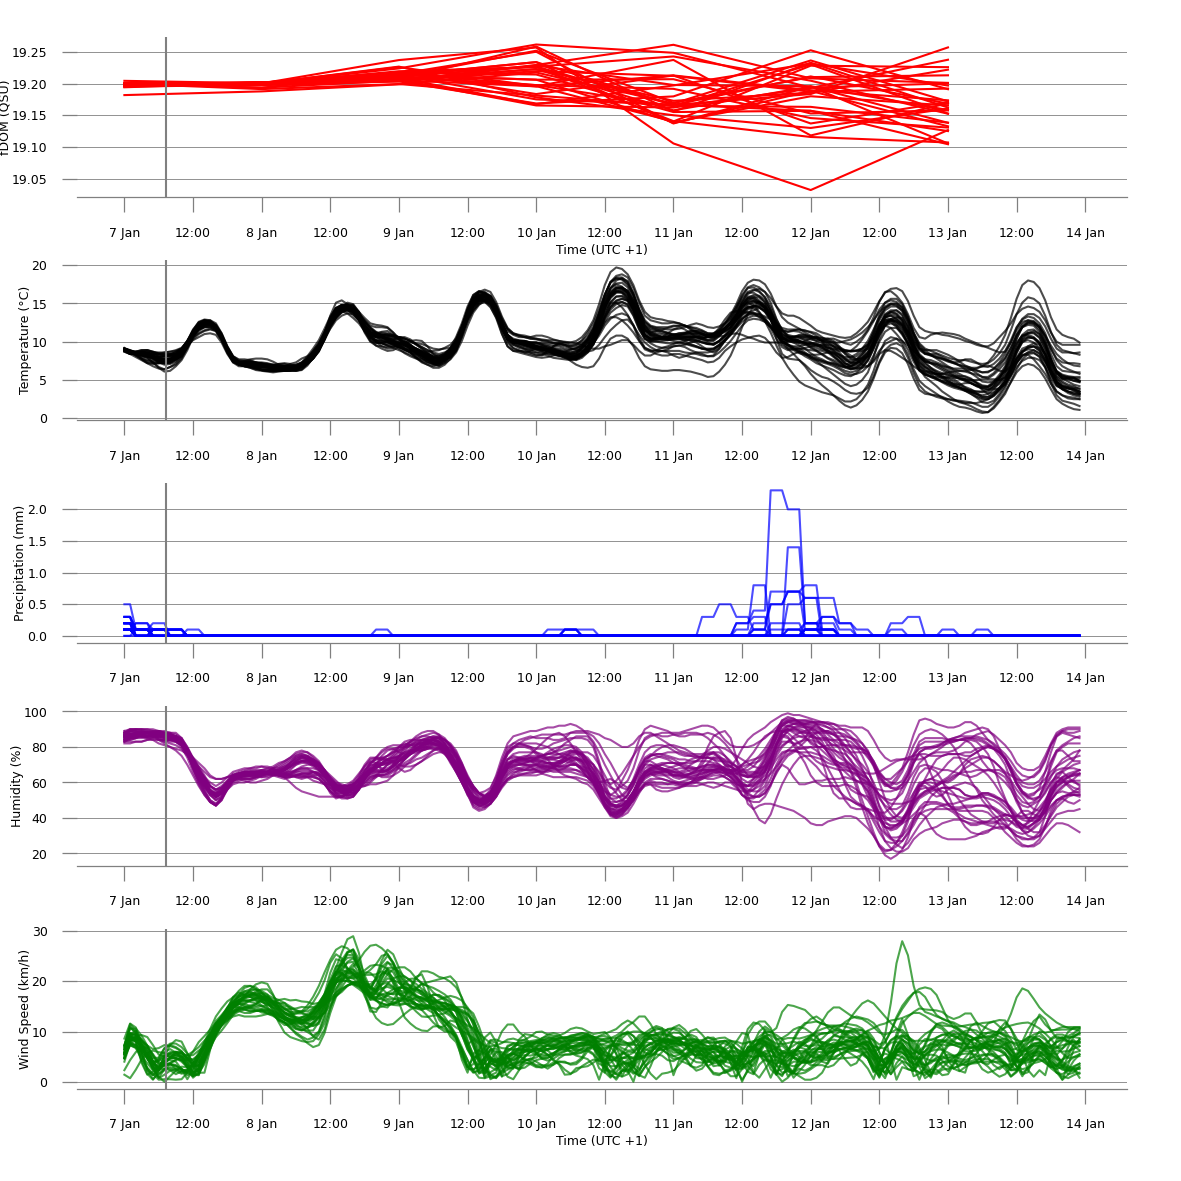 fDOM (QSU)
19.25
19.20
19.15
19.10
19.05
7 Jan 12:00 8 Jan 12:00 9 Jan 12:00 10 Jan 12:00 11 Jan 12:00 12 Jan 12:00 13 Jan 12:00 14 Jan
Time (UTC +1)
Temperature (°C)
20
15
10
5
0
7 Jan 12:00 8 Jan 12:00 9 Jan 12:00 10 Jan 12:00 11 Jan 12:00 12 Jan 12:00 13 Jan 12:00 14 Jan
Precipitation (mm)
2.0
1.5
1.0
0.5
0.0
7 Jan 12:00 8 Jan 12:00 9 Jan 12:00 10 Jan 12:00 11 Jan 12:00 12 Jan 12:00 13 Jan 12:00 14 Jan
Humidity (%)
100
80
60
40
20
7 Jan 12:00 8 Jan 12:00 9 Jan 12:00 10 Jan 12:00 11 Jan 12:00 12 Jan 12:00 13 Jan 12:00 14 Jan
Wind Speed (km/h)
30
20
10
0
7 Jan 12:00 8 Jan 12:00 9 Jan 12:00 10 Jan 12:00 11 Jan 12:00 12 Jan 12:00 13 Jan 12:00 14 Jan
Time (UTC +1)